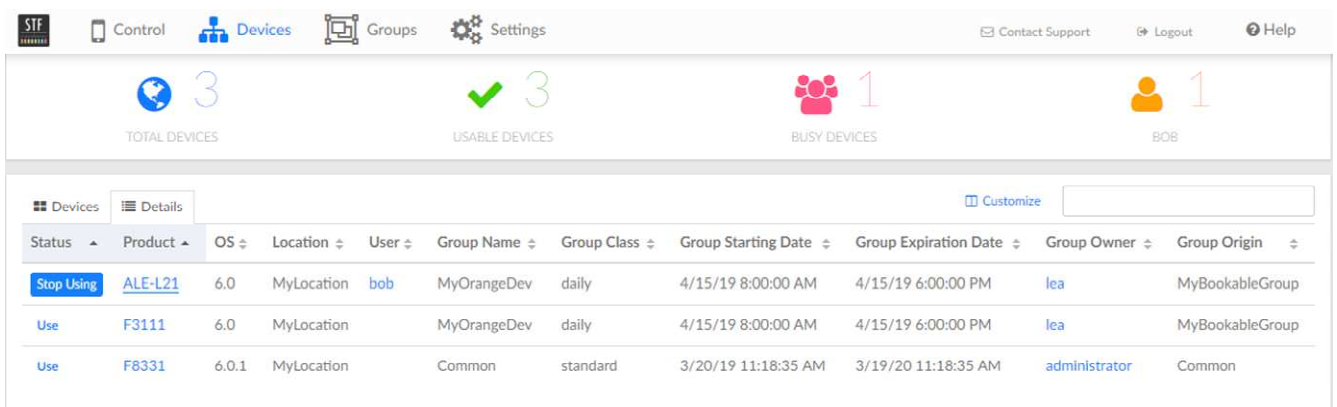 STF
Control Devices Groups Settings Contact Support Logout Help
3 3 1 1
TOTAL DEVICES USABLE DEVICES BUSY DEVICES BOB
Devices Details Customize
Status Product OS Location User Group Name Group Class Group Starting Date Group Expiration Date Group Owner Group Origin
Stop Using ALE-L21 6.0 MyLocation bob MyOrangeDev daily 4/15/19 8:00:00 AM 4/15/19 6:00:00 PM lea MyBookableGroup
Use F3111 6.0 MyLocation MyOrangeDev daily 4/15/19 8:00:00 AM 4/15/19 6:00:00 PM lea MyBookableGroup
Use F8331 6.0.1 MyLocation Common standard 3/20/19 11:18:35 AM 3/19/20 11:18:35 AM administrator Common